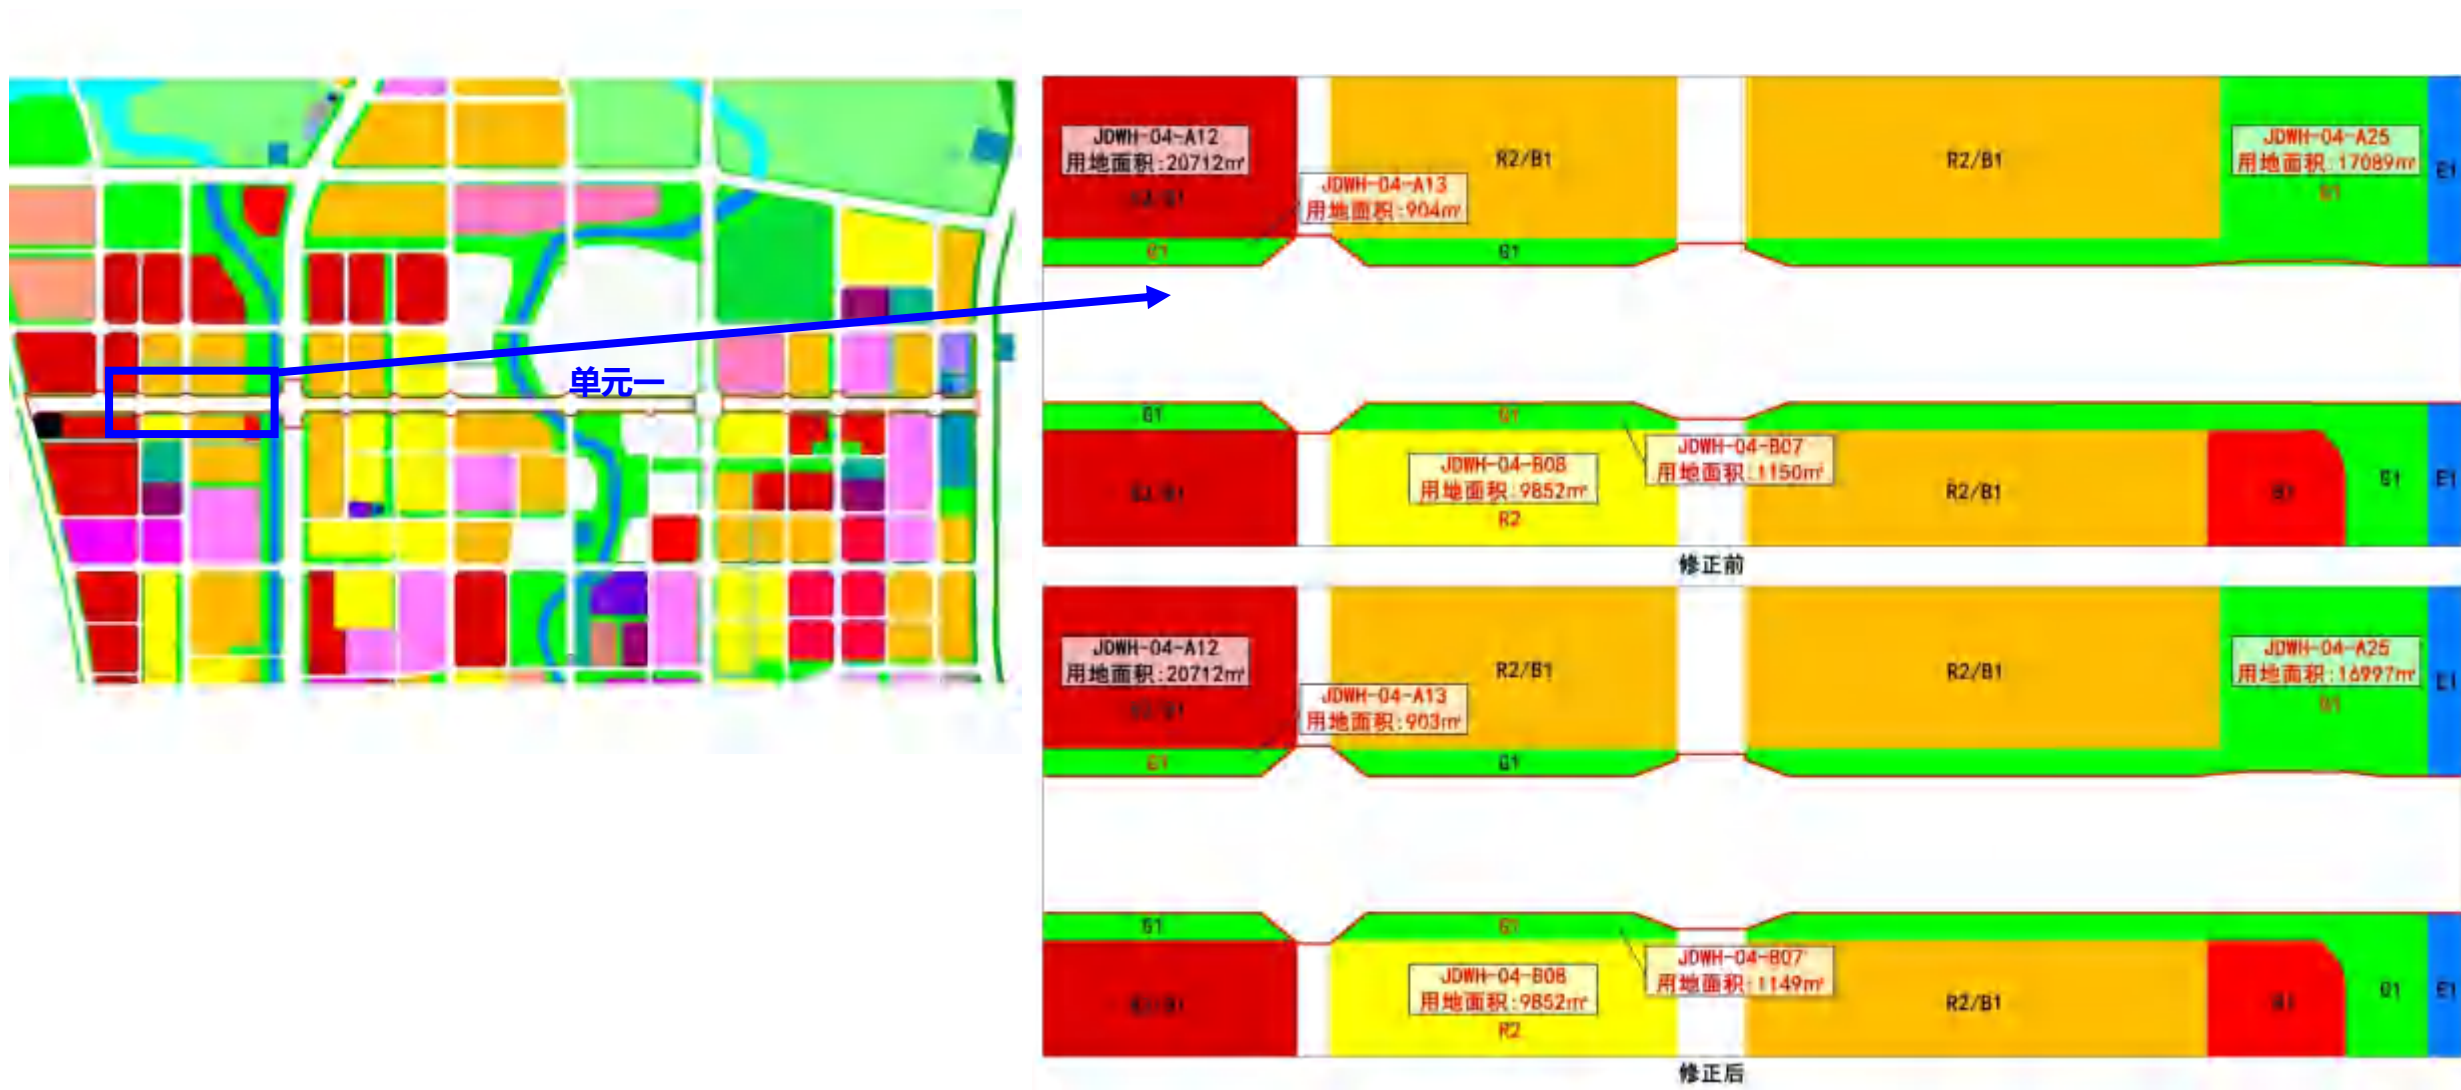 单元一
JDWH-04-A12
用地面积:20712㎡
JDWH-04-A13
用地面积:904㎡
R2/B1
R2/B1
JDWH-04-A25
用地面积:17089㎡
G1
E1
G1
G1
G1
G1
JDWH-04-B07
用地面积:1150㎡
JDWH-04-B08
用地面积:9852㎡
R2
R2/B1
B1
G1
E1
修正前
JDWH-04-A12
用地面积:20712㎡
JDWH-04-A13
用地面积:903㎡
R2/B1
R2/B1
JDWH-04-A25
用地面积:16997㎡
G1
E1
G1
G1
G1
G1
JDWH-04-B07
用地面积:1149㎡
JDWH-04-B08
用地面积:9852㎡
R2
R2/B1
B1
G1
E1
修正后